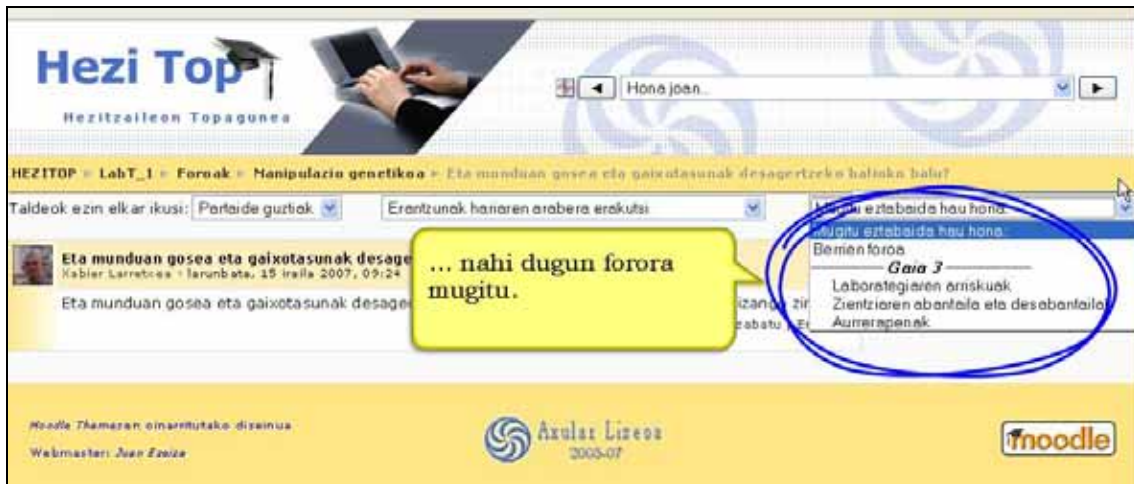 Hezi Top
Hezitzaileon Topagunea
Hona joan...
HEZITOP ► LabT_1 ► Foroak ► Manipulazio genetikoa ► Eta munduan gosea eta gaixotasunak desagertzeko balioko balu?
Taldeok ezin elkar ikusi: Partaide guztiak Erantzunak hariaren arabera erakutsi Mugitu eztabaida hau hona:
Mugitu eztabaida hau hona:
Berrien foroa
Gaia 3
Laborategiaren arriskuak
Zientziaren abantaila eta desabantailak
Aurrerapenak
Eta munduan gosea eta gaixotasunak desage
Xabier Larretxea - larunbata, 15 iraila 2007, 09:24
Eta munduan gosea eta gaixotasunak desage
izango
... nahi dugun forora
mugitu.
Moodle Themazan oinarritutako diseinua
Webmaster: Juan Ezeiza
Axular Lizeoa
2005-07
moodle